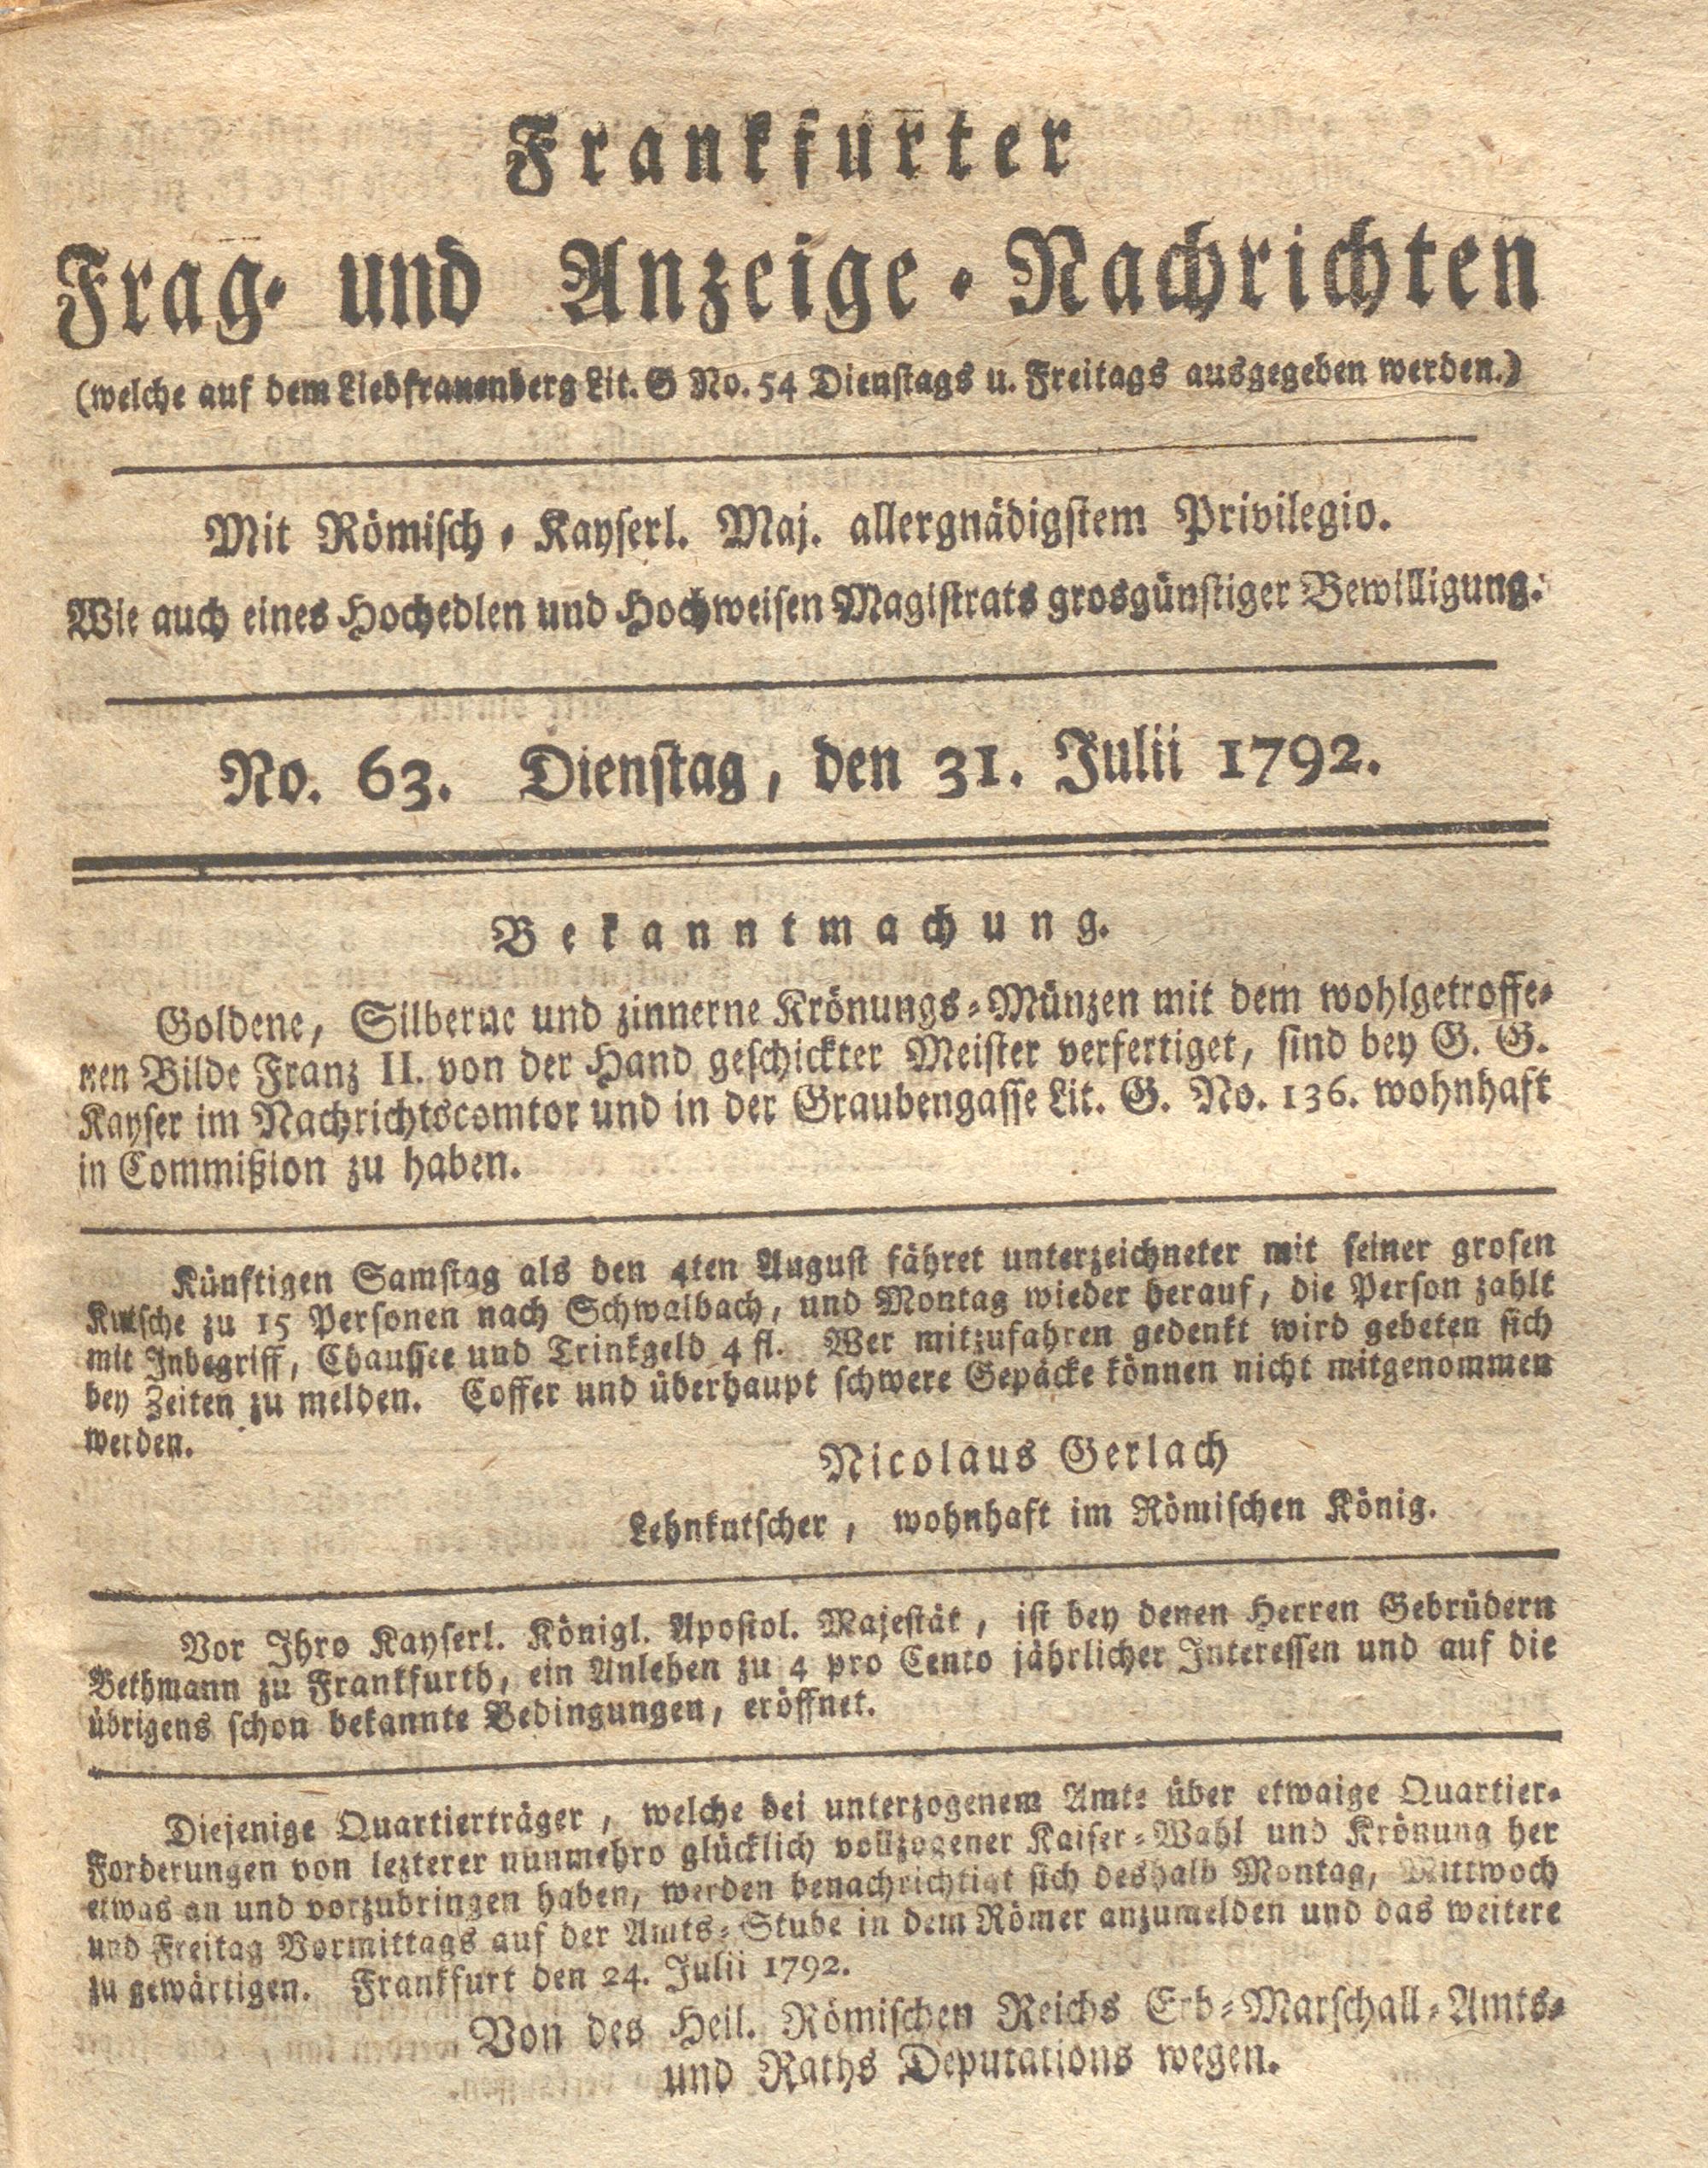 Frankfurter
Frag- und Anzeige-Nachrichten
(welche auf dem Liebfrauenberg Lit. G No. 54 Dienstags u. Freitags ausgegeben werden.)
Mit Römisch-Kayserl. Maj. allergnädigstem Privilegio.
Wie auch eines Hochedlen und Hochweisen Magistrats grosgünstiger Bewilligung.
No. 63. Dienstag, den 31. Julii 1792.
Bekanntmachung.
Goldene, Silberne und zinnerne Krönungs-Münzen mit dem wohlgetroffe-
nen Bilde Franz II. von der Hand geschickter Meister verfertiget, sind bey G. G.
Kayser im Nachrichtscomtor und in der Graubengasse Lit. G. No. 136. wohnhaft
in Commißion zu haben.
Künftigen Samstag als den 4ten August fähret unterzeichneter mit seiner grosen
Kutsche zu 15 Personen nach Schwalbach, und Montag wieder herauf, die Person zahlt
mit Inbegriff, Chaussee und Trinkgeld 4 fl. Wer mitzufahren gedenkt wird gebeten sich
bey Zeiten zu melden. Coffer und überhaupt schwere Gepäcke können nicht mitgenommen
werden.
Nicolaus Gerlach
Lehnkutscher, wohnhaft im Römischen König.
Vor Ihro Kayserl. Königl. Apostol. Majestät, ist bey denen Herren Gebrüdern
Bethmann zu Frankfurth, ein Anlehen zu 4 pro Cento jährlicher Interessen und auf die
übrigens schon bekannte Bedingungen, eröffnet.
Diejenige Quartierträger, welche bei unterzogenem Amte über etwaige Quartier-
Forderungen von lezterer nunmehro glücklich vollzogener Kaiser-Wahl und Krönung her
etwas an und vorzubringen haben, werden benachrichtigt sich deshalb Montag, Mittwoch
und Freitag Vormittags auf der Amts-Stube in dem Römer anzumelden und das weitere
zu gewärtigen. Frankfurt den 24. Julii 1792.
Von des Heil. Römischen Reichs Erb-Marschall-Amts-
und Raths Deputations wegen.